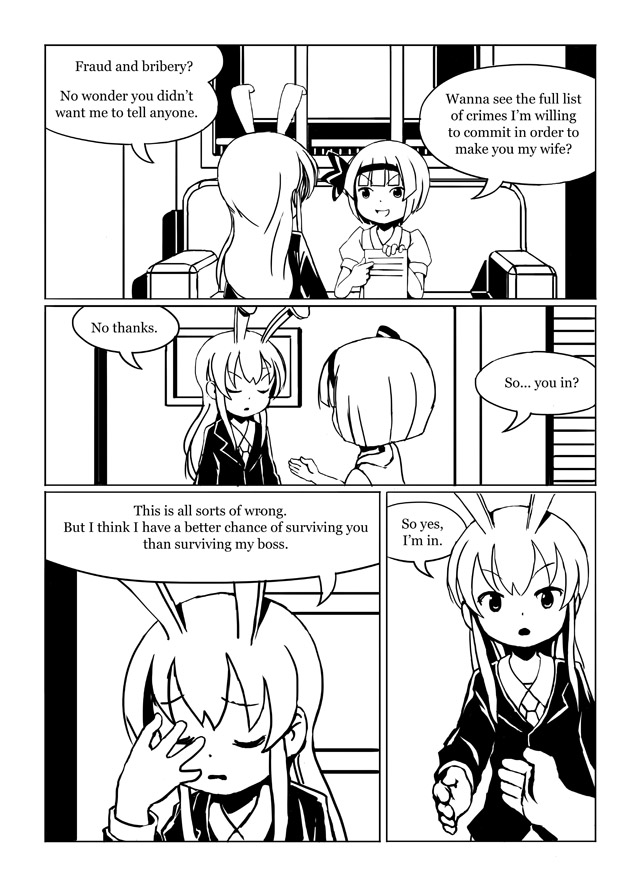 Fraud and bribery?
No wonder you didn't
want me to tell anyone.
Wanna see the full list
of crimes I'm willing
to commit in order to
make you my wife?
No thanks.
So... you in?
This is all sorts of wrong.
But I think I have a better chance of surviving you
than surviving my boss.
So yes,
I'm in.